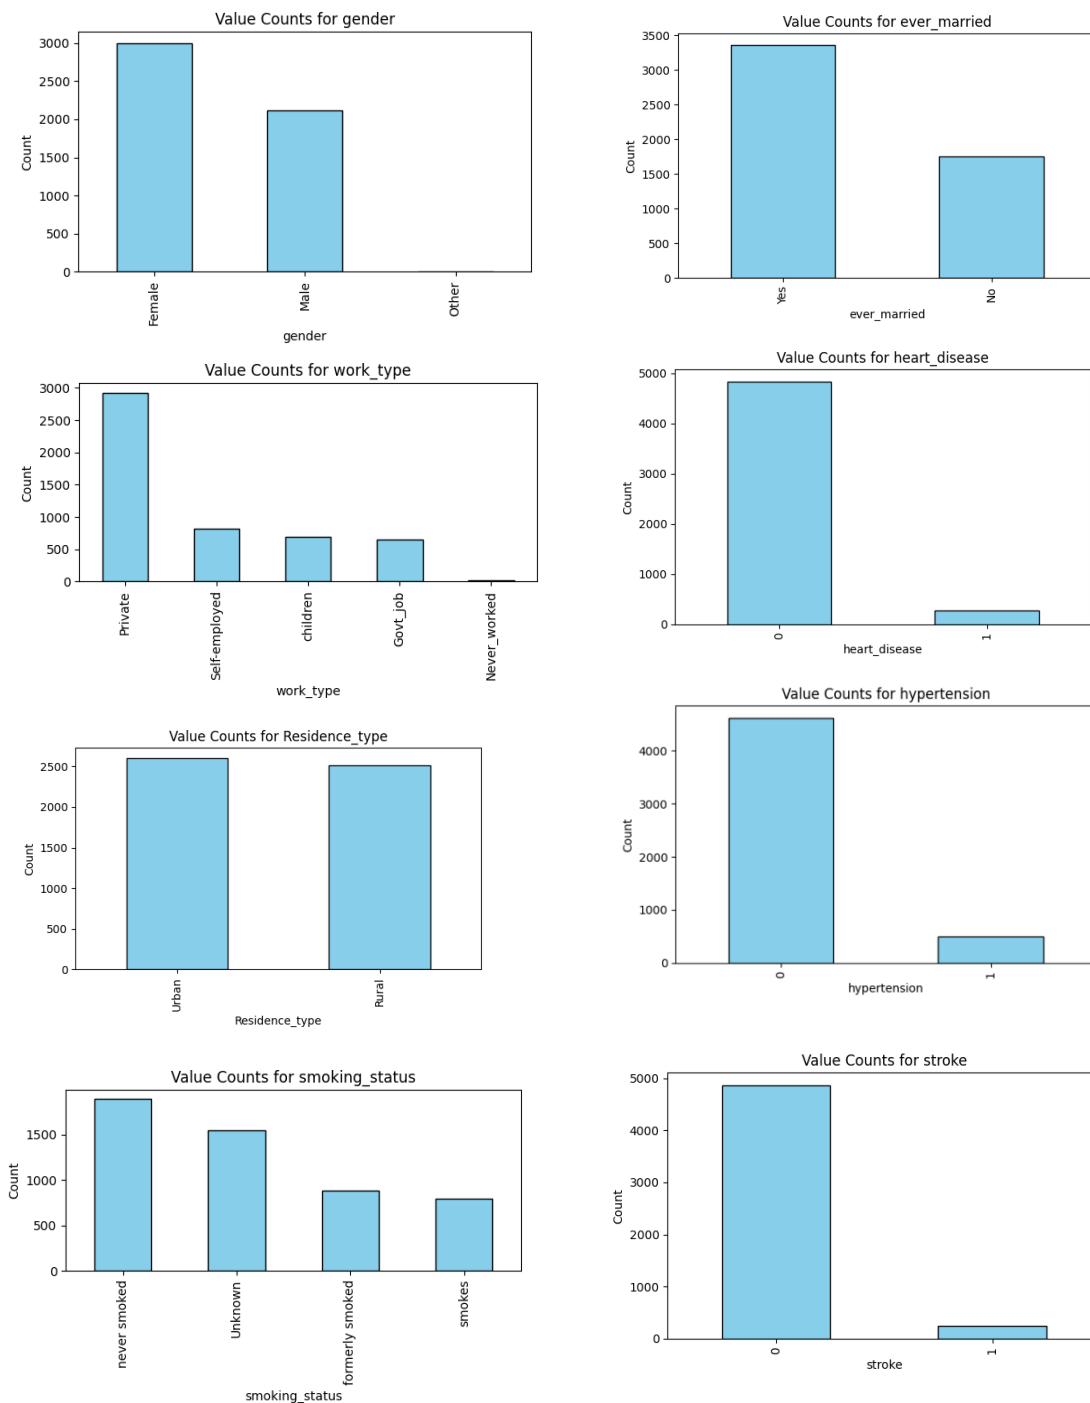 Value Counts for gender
3000
2500
2000
1500
1000
500
0
Count
Female
Male
Other
gender
Value Counts for ever_married
3500
3000
2500
2000
1500
1000
500
0
Count
Yes
No
ever_married
Value Counts for work_type
3000
2500
2000
1500
1000
500
0
Count
Private
Self-employed
children
Govt_job
Never_worked
work_type
Value Counts for heart_disease
5000
4000
3000
2000
1000
0
Count
0
1
heart_disease
Value Counts for Residence_type
2500
2000
1500
1000
500
0
Count
Urban
Rural
Residence_type
Value Counts for hypertension
4000
3000
2000
1000
0
Count
0
1
hypertension
Value Counts for smoking_status
1500
1000
500
0
Count
never smoked
Unknown
formerly smoked
smokes
smoking_status
Value Counts for stroke
5000
4000
3000
2000
1000
0
Count
0
1
stroke